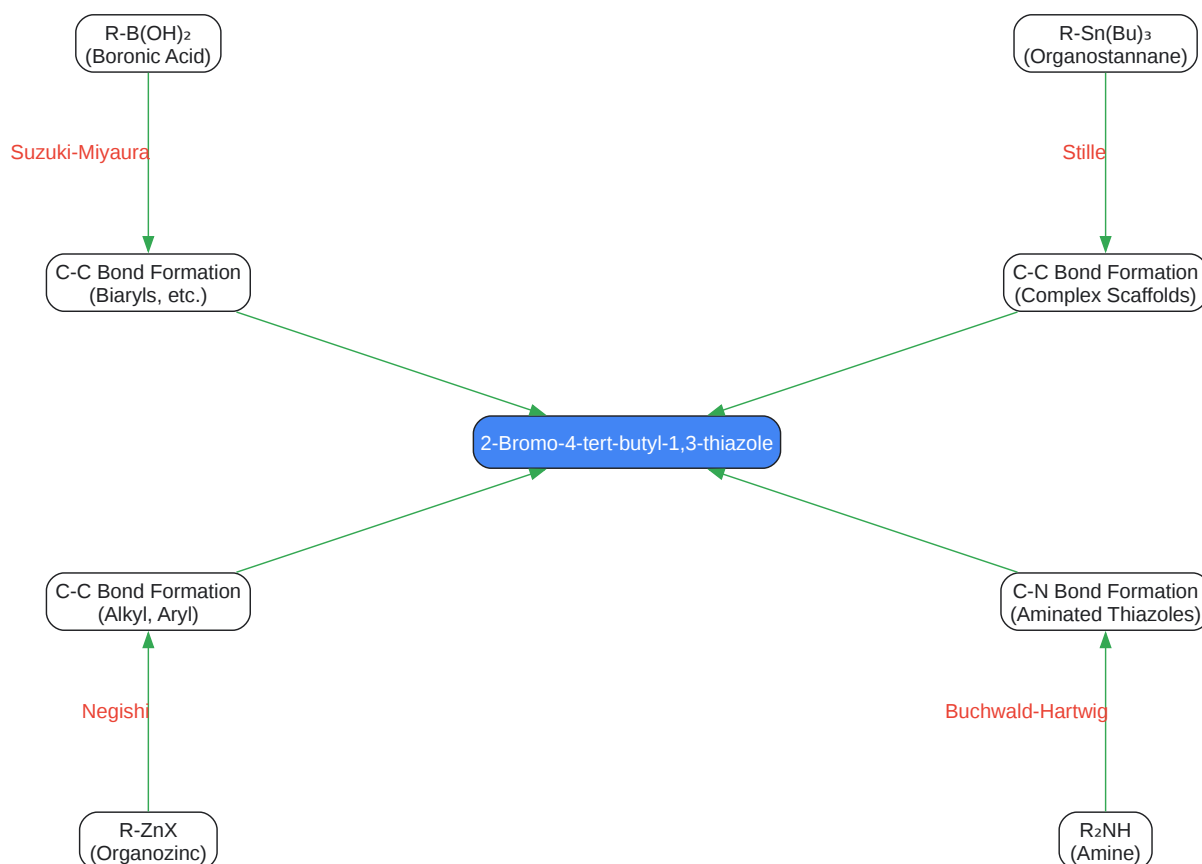 R-B(OH)₂
(Boronic Acid)
R-Sn(Bu)₃
(Organostannane)
Suzuki-Miyaura
Stille
C-C Bond Formation
(Biaryls, etc.)
C-C Bond Formation
(Complex Scaffolds)
2-Bromo-4-tert-butyl-1,3-thiazole
C-C Bond Formation
(Alkyl, Aryl)
C-N Bond Formation
(Aminated Thiazoles)
Negishi
Buchwald-Hartwig
R-ZnX
(Organozinc)
R₂NH
(Amine)